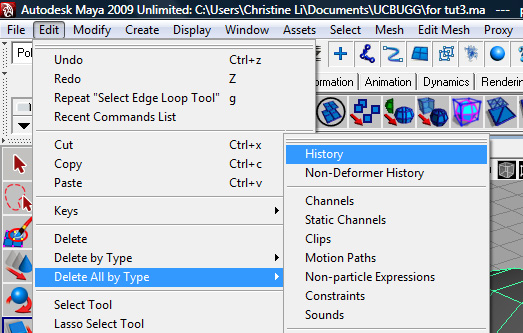 Autodesk Maya 2009 Unlimited: C:\Users\Christine Li\Documents\UCBUGG\for tut3.ma ---
File Edit Modify Create Display Window Assets Select Mesh Edit Mesh Proxy
Animation Dynamics Rendering
Undo Ctrl+z
Redo Z
Repeat "Select Edge Loop Tool" g
Recent Commands List
Cut Ctrl+x
Copy Ctrl+c
Paste Ctrl+v
Keys
Delete
Delete by Type
Delete All by Type
Select Tool
Lasso Select Tool
History
Non-Deformer History
Channels
Static Channels
Clips
Motion Paths
Non-particle Expressions
Constraints
Sounds